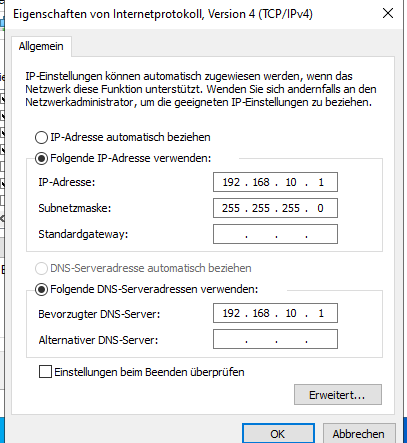 Eigenschaften von Internetprotokoll, Version 4 (TCP/IPv4)
Allgemein
IP-Einstellungen können automatisch zugewiesen werden, wenn das
Netzwerk diese Funktion unterstützt. Wenden Sie sich andernfalls an den
Netzwerkadministrator, um die geeigneten IP-Einstellungen zu beziehen.
IP-Adresse automatisch beziehen
Folgende IP-Adresse verwenden:
IP-Adresse: 192 . 168 . 10 . 1
Subnetzmaske: 255 . 255 . 255 . 0
Standardgateway: . . .
DNS-Serveradresse automatisch beziehen
Folgende DNS-Serveradressen verwenden:
Bevorzugter DNS-Server: 192 . 168 . 10 . 1
Alternativer DNS-Server: . . .
Einstellungen beim Beenden überprüfen
Erweitert...
OK Abbrechen